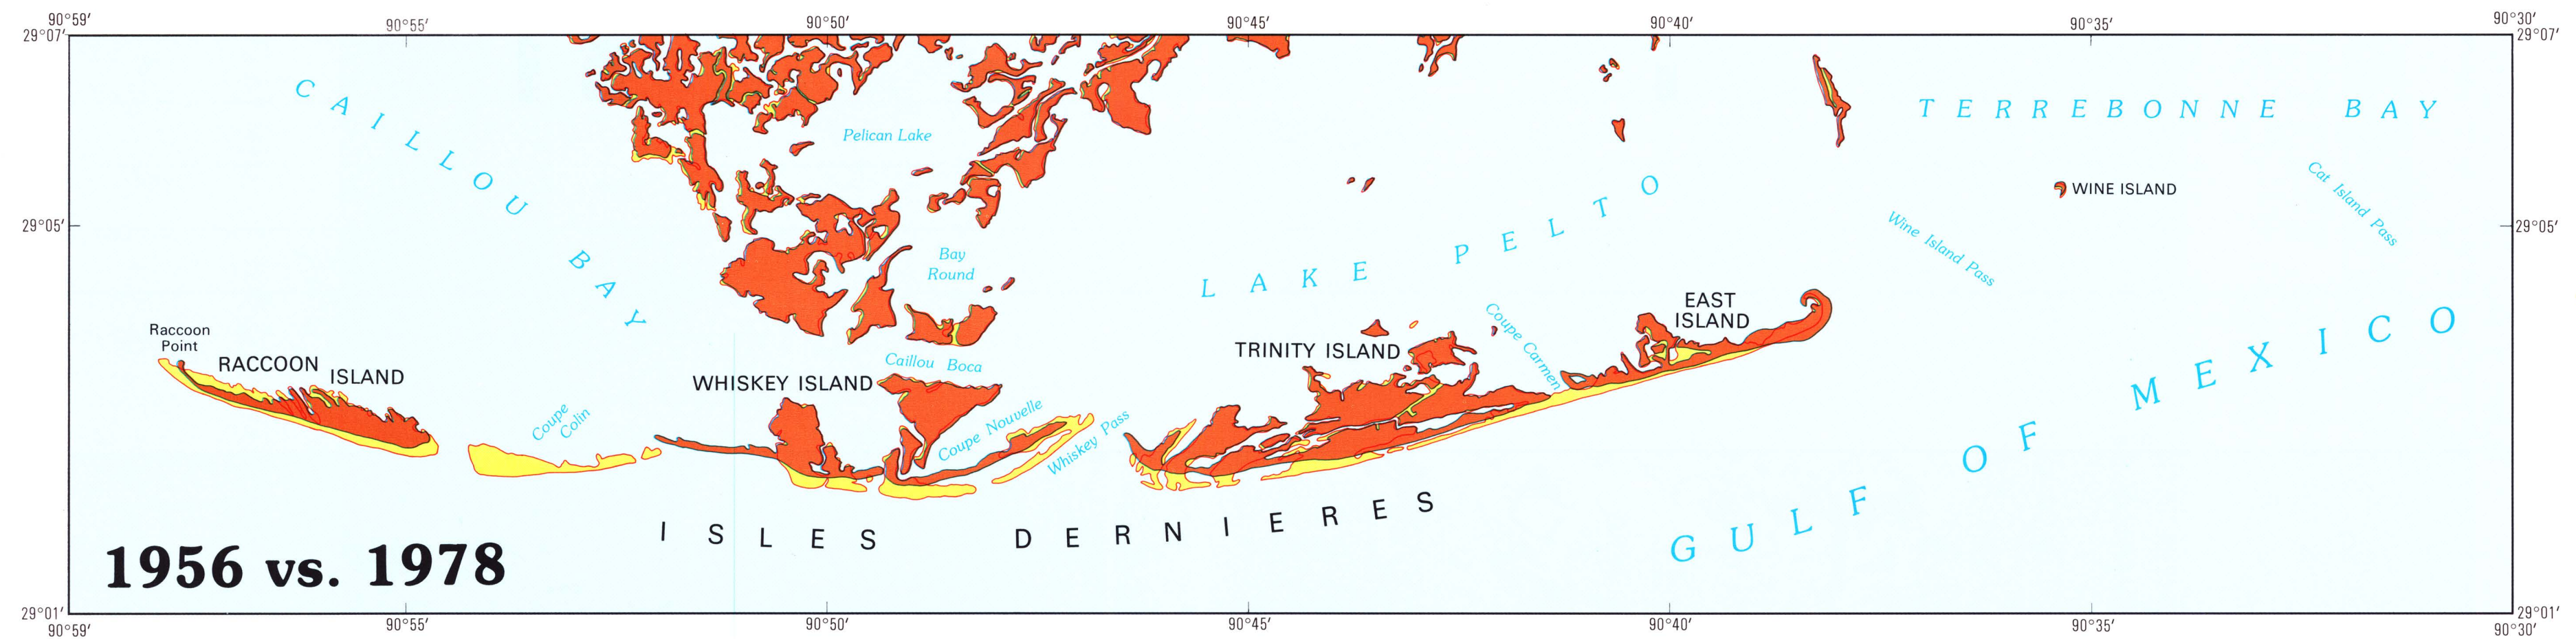 90°59′ 90°55′ 90°50′ 90°45′ 90°40′ 90°35′ 90°30′
29°07′ 29°07′
CAILLOU BAY
Pelican Lake
TERREBONNE BAY
WINE ISLAND
Cat Island Pass
Wine Island Pass
29°05′ 29°05′
Bay
Round
LAKE PELTO
EAST
ISLAND
Coupe Carmen
Raccoon
Point
RACCOON ISLAND
Caillou Boca
TRINITY ISLAND
WHISKEY ISLAND
Coupe
Colin
Coupe Nouvelle
Whiskey Pass
GULF OF MEXICO
ISLES DERNIERES
1956 vs. 1978
29°01′ 29°01′
90°59′ 90°55′ 90°50′ 90°45′ 90°40′ 90°35′ 90°30′